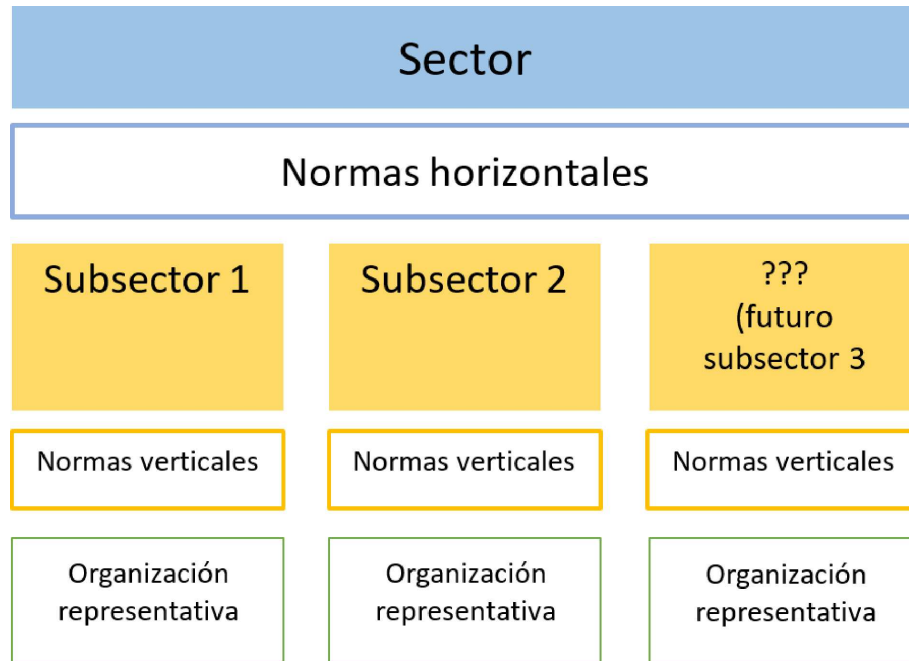 Sector
Normas horizontales
Subsector 1
Subsector 2
???
(futuro
subsector 3
Normas verticales
Normas verticales
Normas verticales
Organización
representativa
Organización
representativa
Organización
representativa